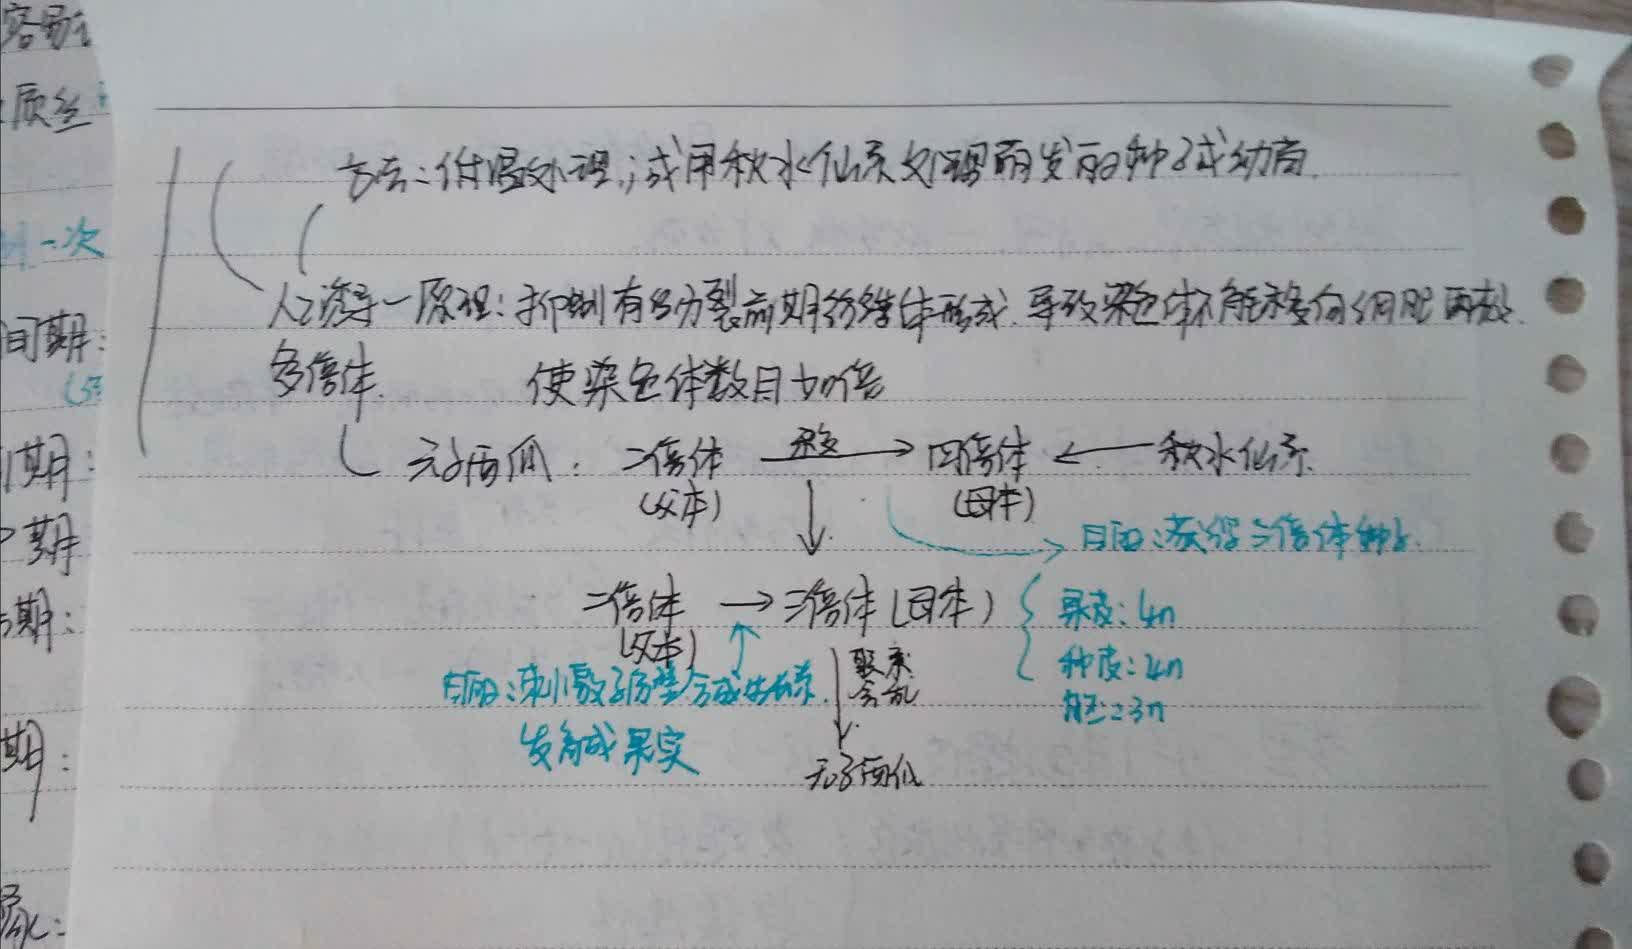 方法：低温处理；或用秋水仙素处理萌发的种子或幼苗.
人工诱导一原理：抑制有丝分裂前期纺锤体形成.导致染色体不能移向细胞两极.
多倍体. 使染色体数目加倍
无子西瓜：二倍体 杂交 四倍体 秋水仙素.
(父本) (母本)
目的：获得三倍体种子.
二倍体 三倍体(母本) 果皮：4n
(父本) 联会 种皮：4n
目的：刺激子房壁合成生长素. 紊乱 胚：3n
发育成果实
无子西瓜
容易
质丝
一次
间期：
期：
期
期：
期：